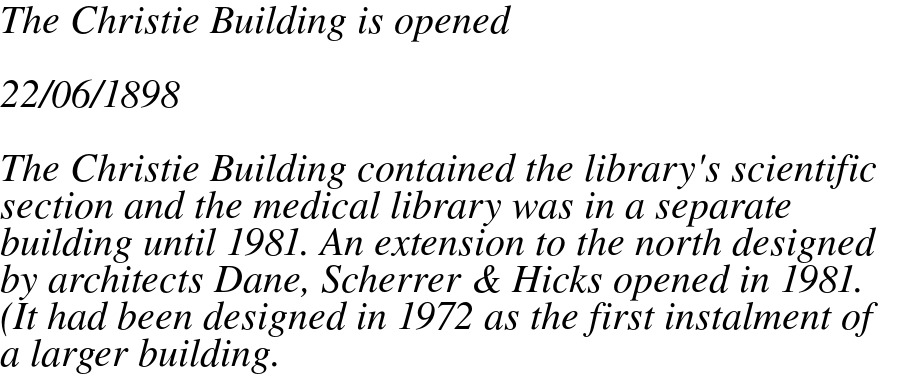 The Christie Building is opened
22/06/1898
The Christie Building contained the library's scientific
section and the medical library was in a separate
building until 1981. An extension to the north designed
by architects Dane, Scherrer & Hicks opened in 1981.
(It had been designed in 1972 as the first instalment of
a larger building.